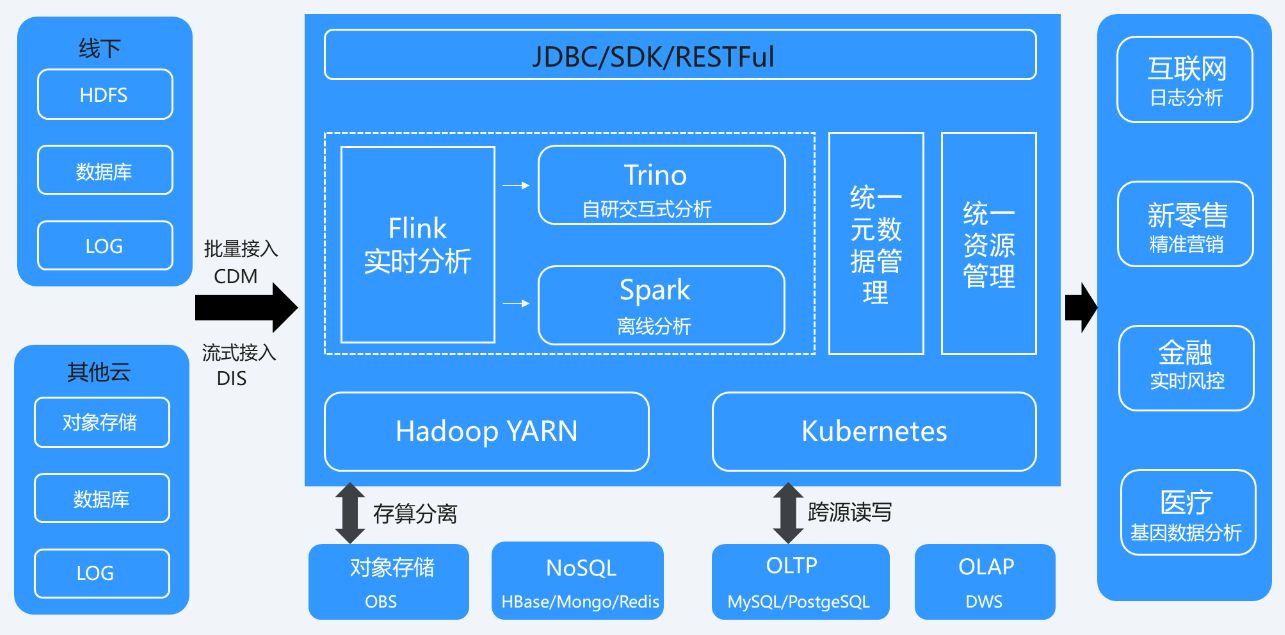 线下
HDFS
数据库
LOG
其他云
对象存储
数据库
LOG
批量接入
CDM
流式接入
DIS
JDBC/SDK/RESTFul
Flink
实时分析
Trino
自研交互式分析
Spark
离线分析
统一
元数
据管
理
统一
资源
管理
Hadoop YARN
Kubernetes
存算分离
跨源读写
对象存储
OBS
NoSQL
HBase/Mongo/Redis
OLTP
MySQL/PostgeSQL
OLAP
DWS
互联网
日志分析
新零售
精准营销
金融
实时风控
医疗
基因数据分析